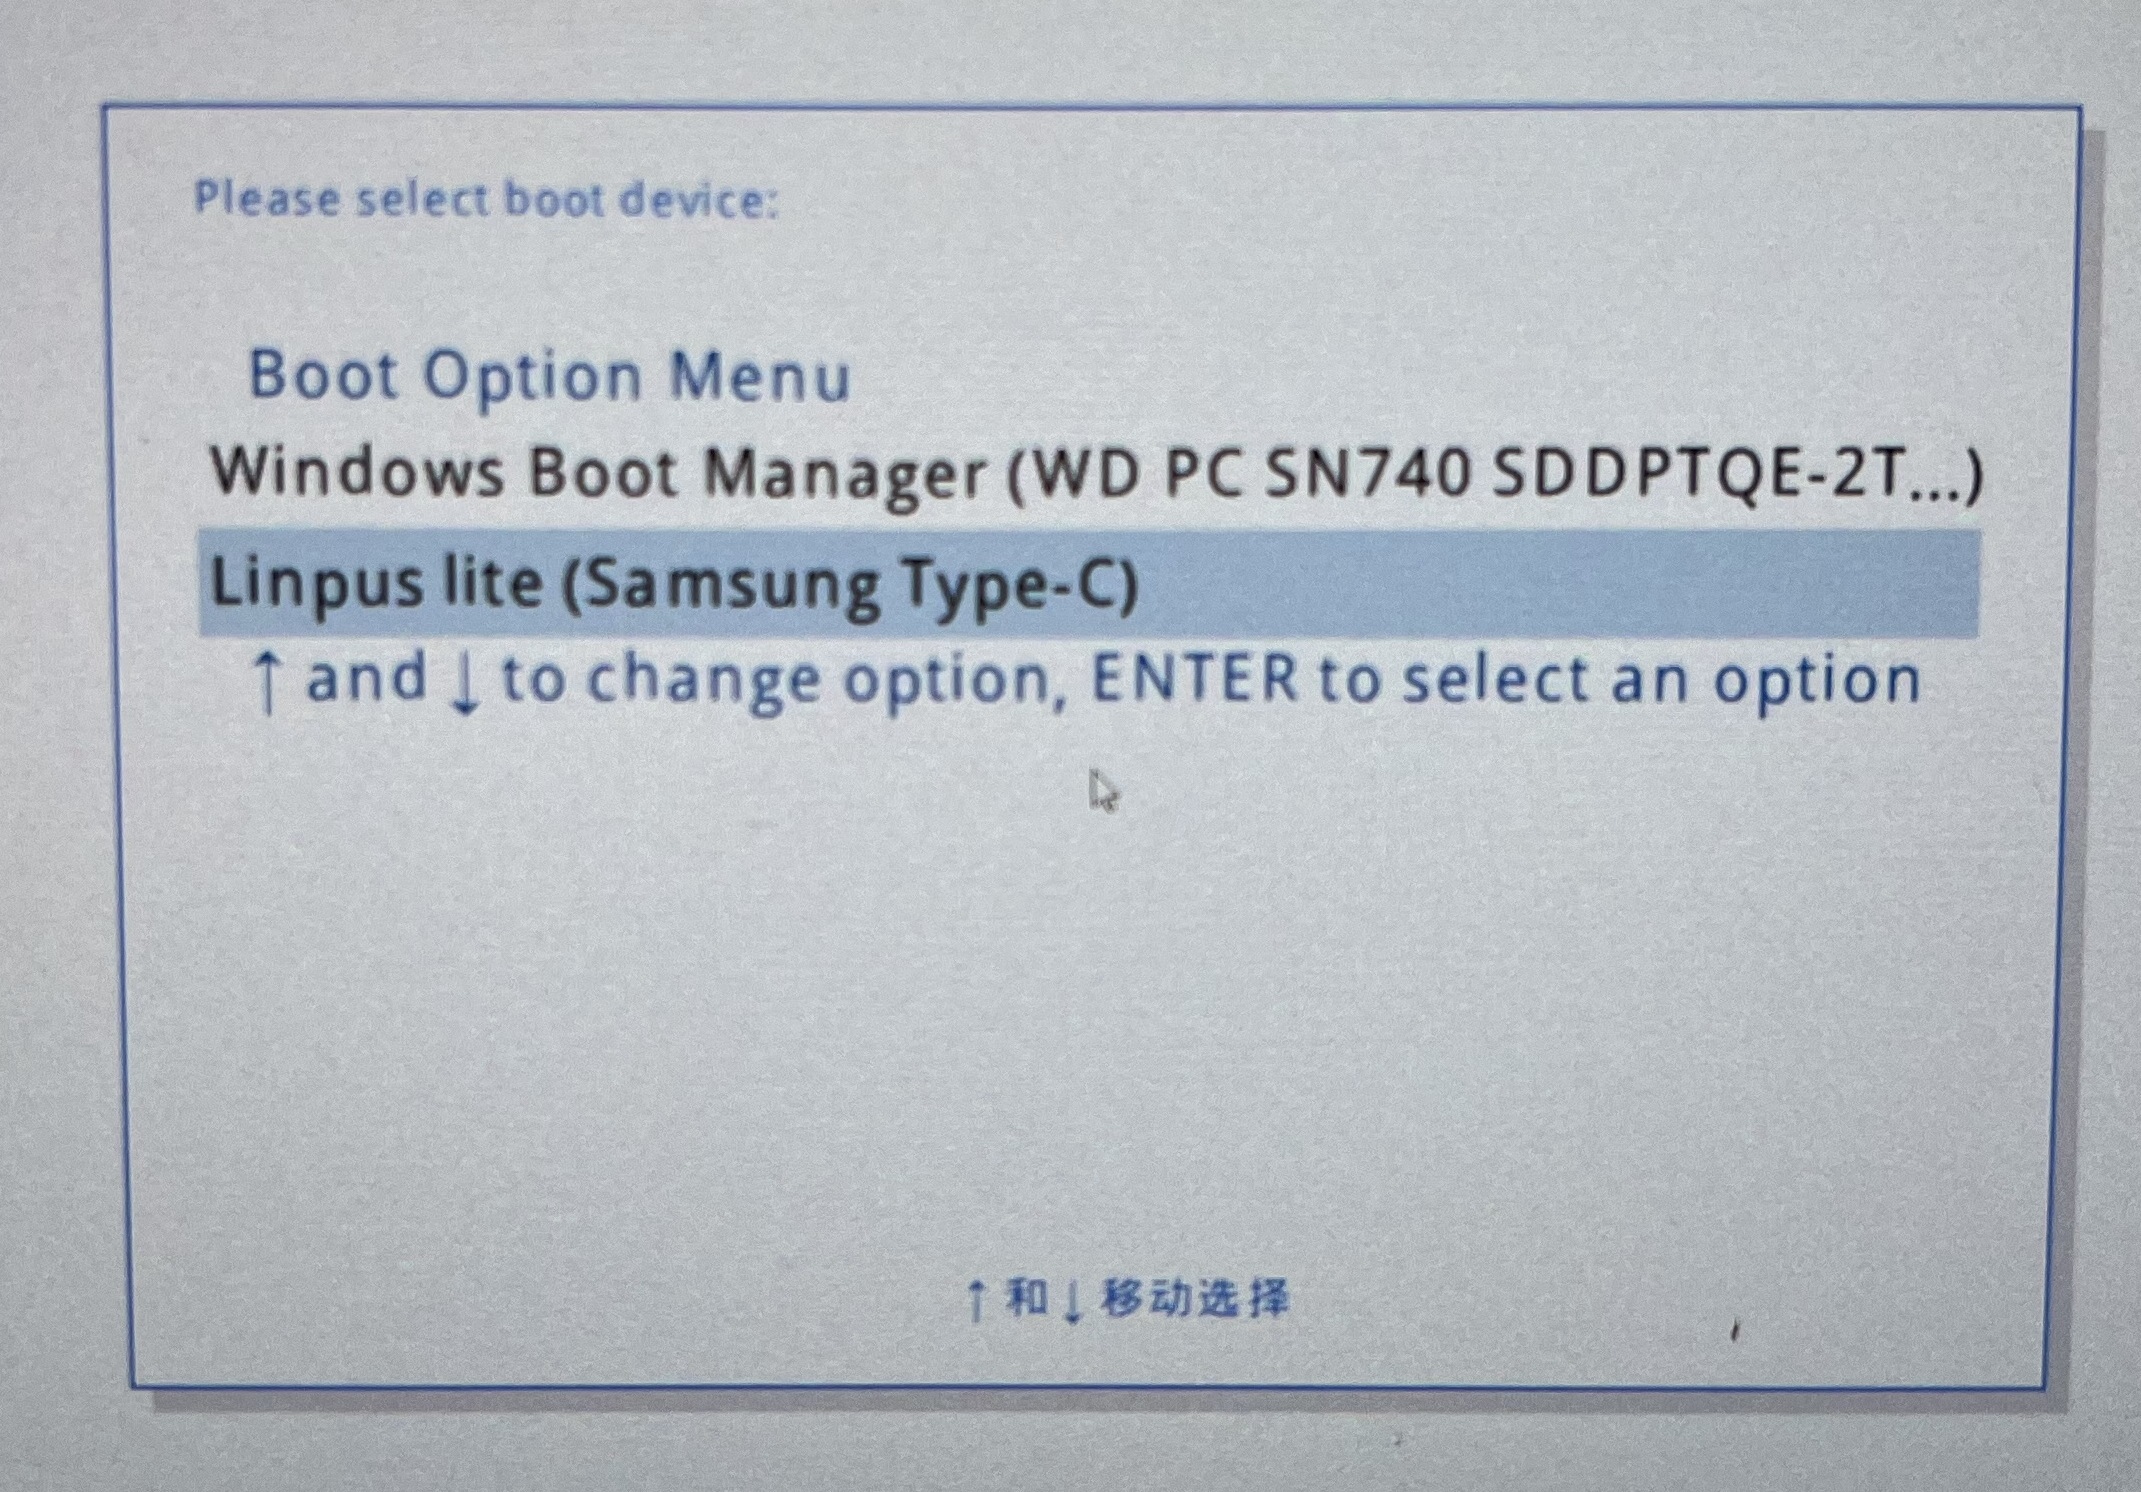 Please select boot device:
Boot Option Menu
Windows Boot Manager (WD PC SN740 SDDPTQE-2T...)
Linpus lite (Samsung Type-C)
↑ and ↓ to change option, ENTER to select an option
↑ 和 ↓ 移动选择